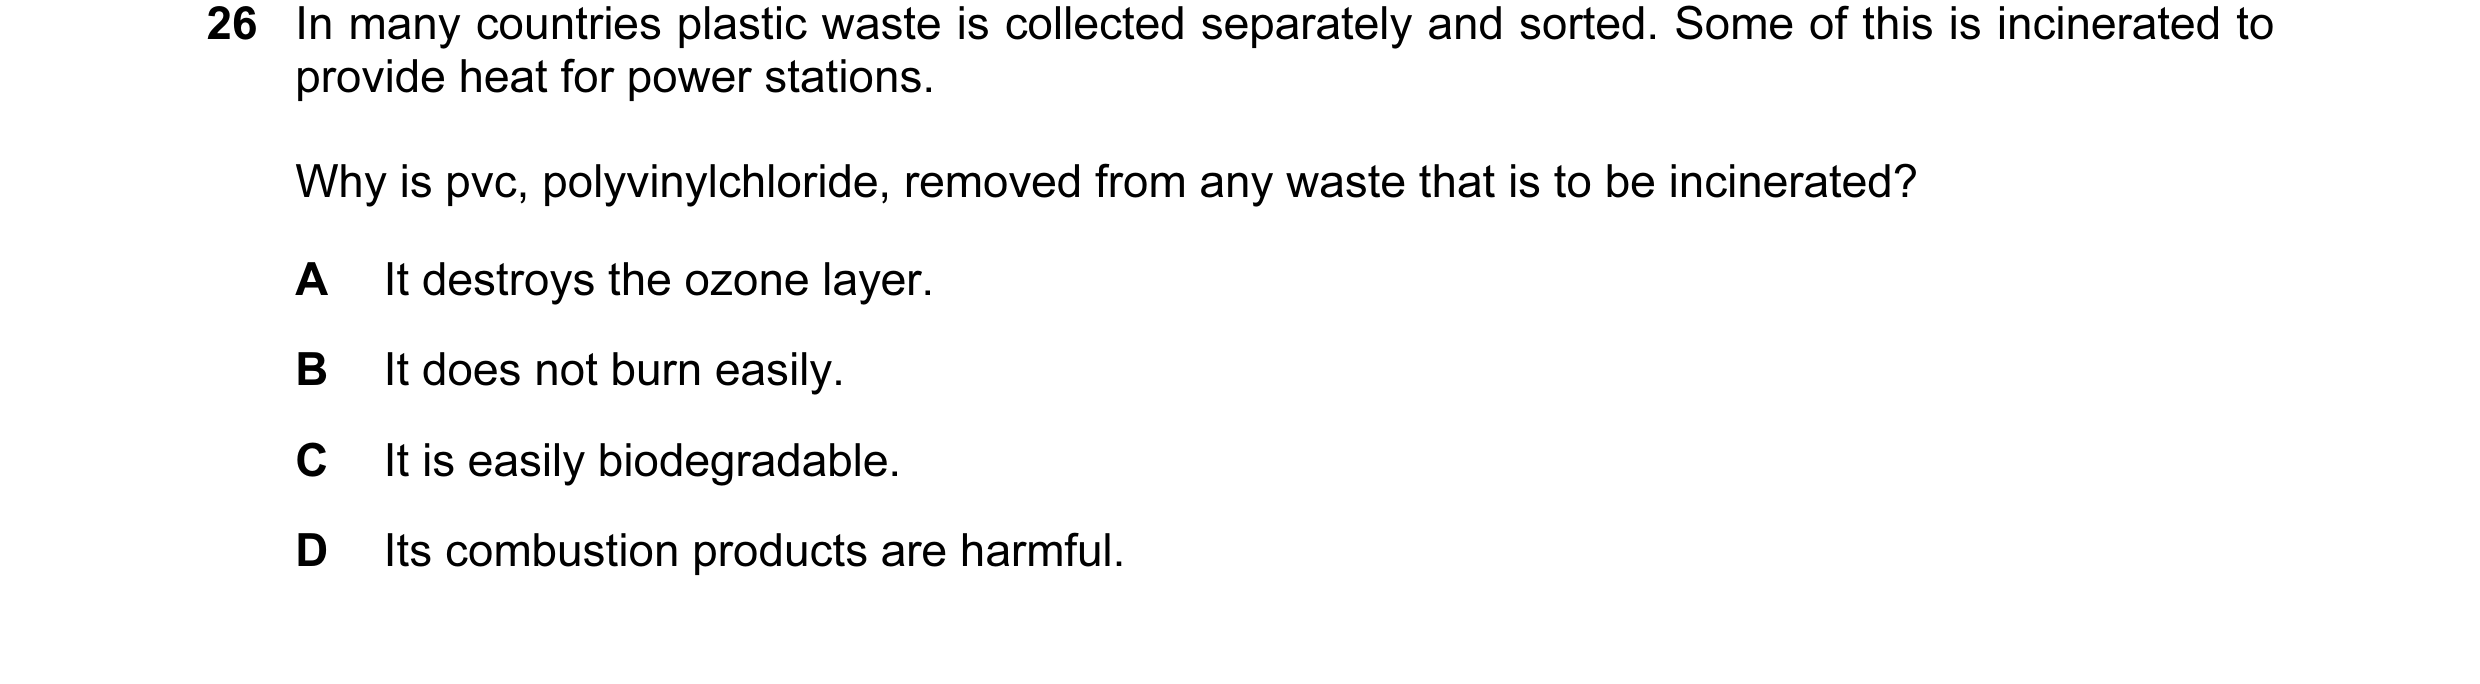 26 In many countries plastic waste is collected separately and sorted. Some of this is incinerated to
provide heat for power stations.
Why is pvc, polyvinylchloride, removed from any waste that is to be incinerated?
A It destroys the ozone layer.
B It does not burn easily.
C It is easily biodegradable.
D Its combustion products are harmful.